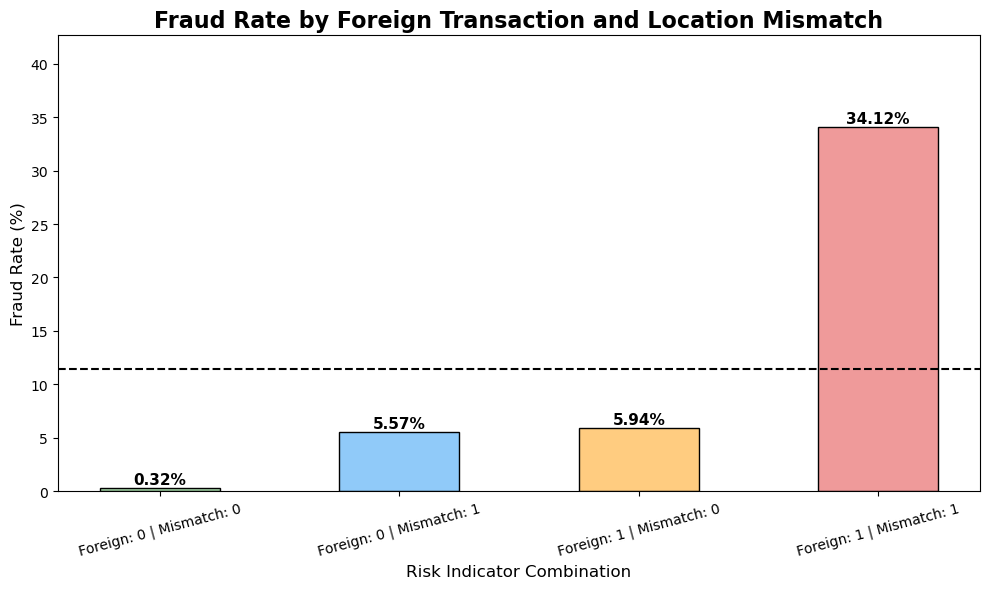 Fraud Rate by Foreign Transaction and Location Mismatch
Fraud Rate (%)
40
35
30
25
20
15
10
5
0
0.32%
5.57%
5.94%
34.12%
Foreign: 0 | Mismatch: 0
Foreign: 0 | Mismatch: 1
Foreign: 1 | Mismatch: 0
Foreign: 1 | Mismatch: 1
Risk Indicator Combination